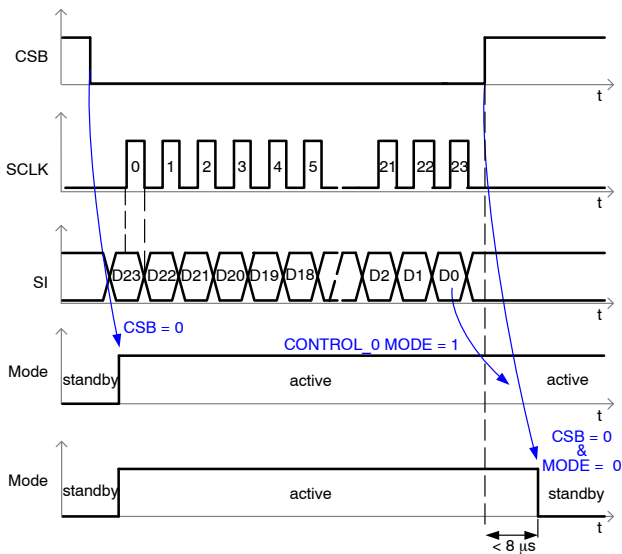 CSB
t
SCLK
0 1 2 3 4 5 21 22 23
t
SI
D23 D22 D21 D20 D19 D18 D2 D1 D0
t
CSB = 0
CONTROL_0 MODE = 1
Mode
standby active active
t
CSB = 0
&
MODE = 0
Mode
standby active standby
t
< 8 μs